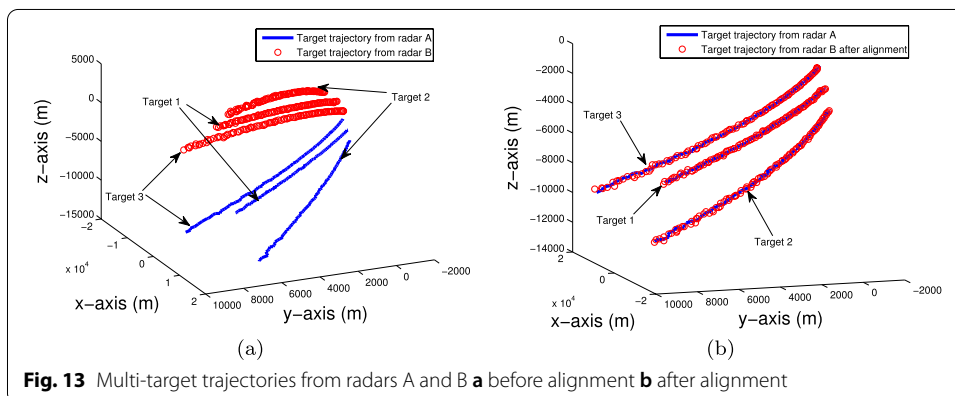 Target trajectory from radar A
Target trajectory from radar B
5000
0
−5000
−10000
−15000
z−axis (m)
Target 1
Target 2
Target 3
−2
−1
0
1
2
x 10⁴
x−axis (m)
10000
8000
6000
4000
2000
0
−2000
y−axis (m)
(a)
Target trajectory from radar A
Target trajectory from radar B after alignment
0
−2000
−4000
−6000
−8000
−10000
−12000
−14000
z−axis (m)
Target 3
Target 1
Target 2
2
0
−2
x 10⁴
x−axis (m)
10000
8000
6000
4000
2000
0
−2000
y−axis (m)
(b)
Fig. 13 Multi-target trajectories from radars A and B a before alignment b after alignment